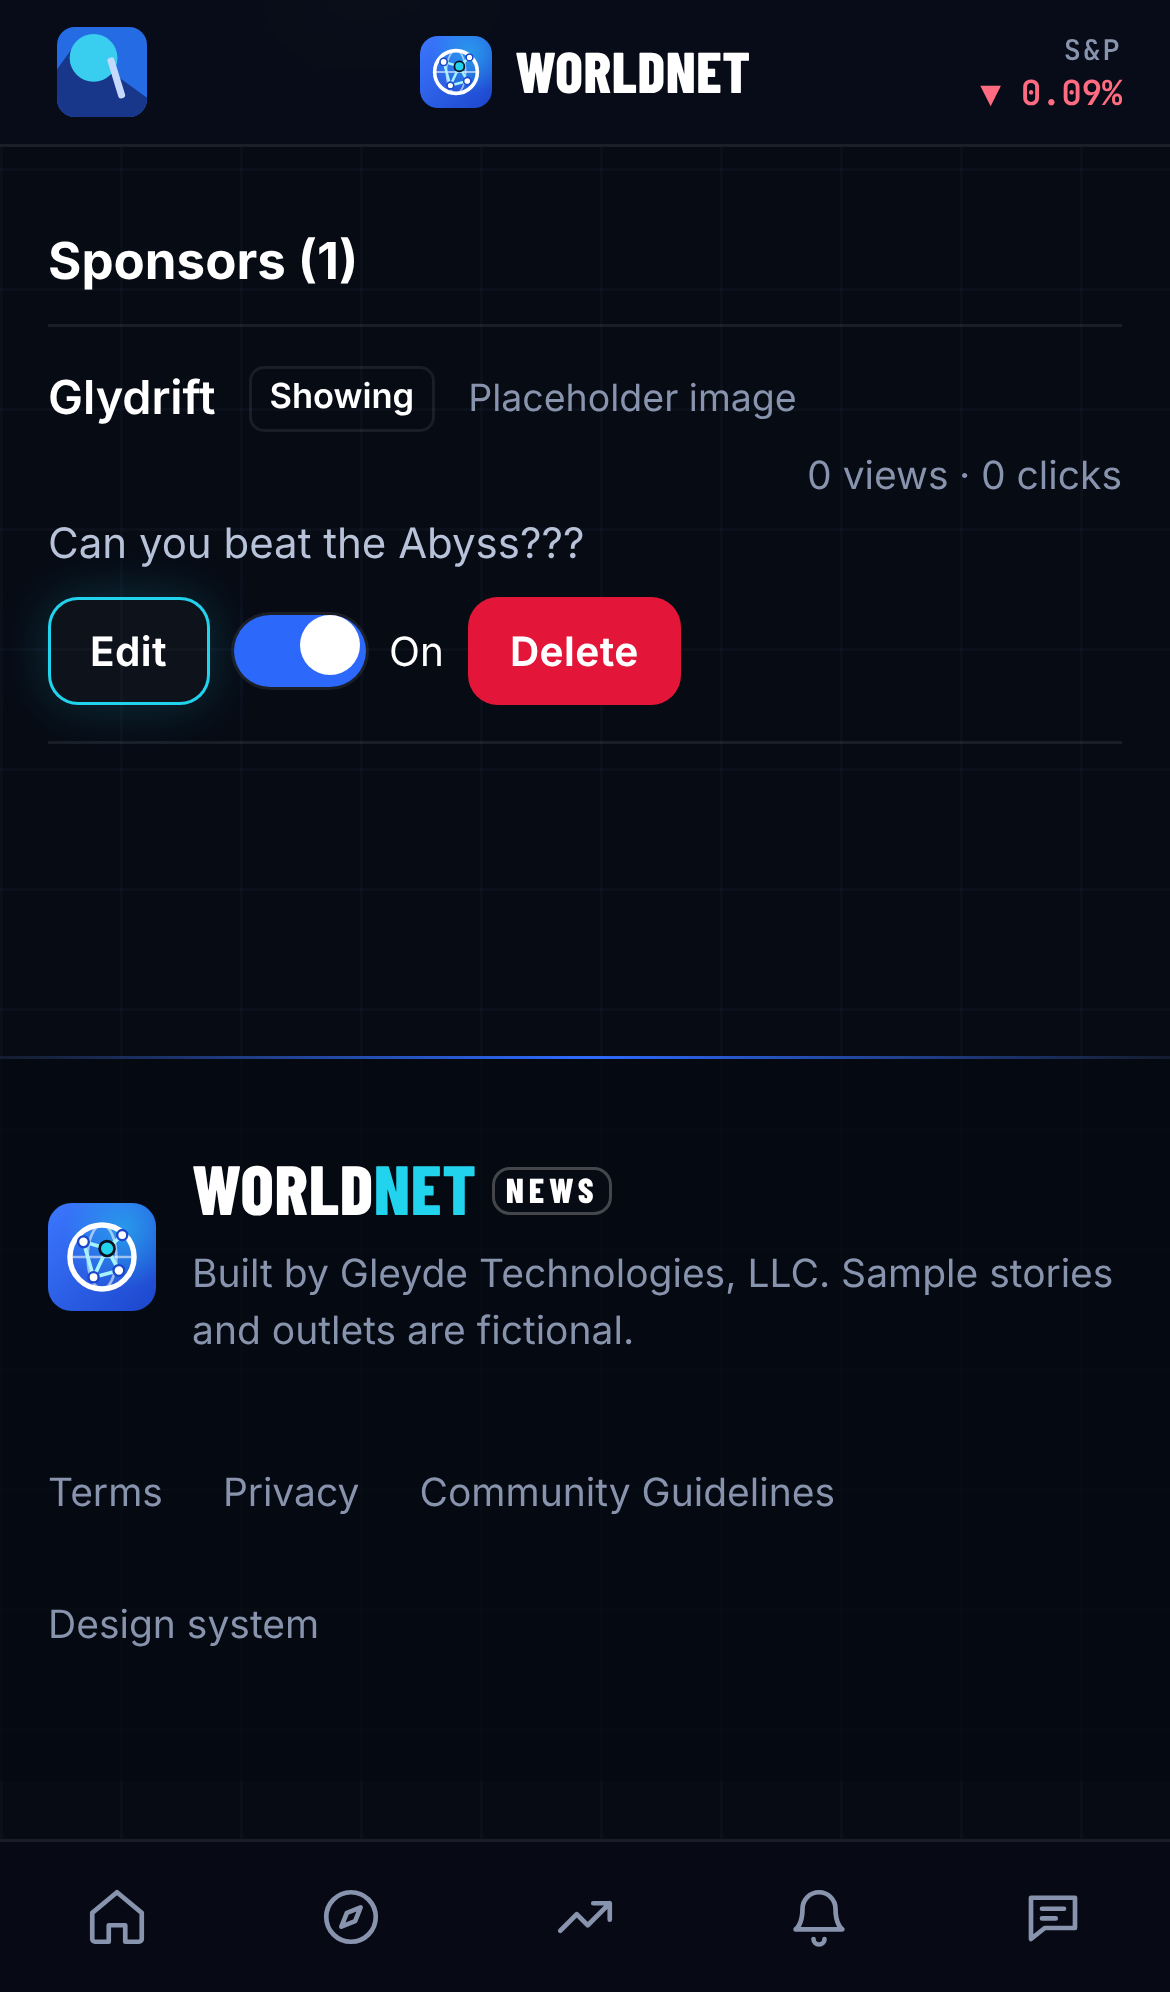 WORLDNET
S&P
▼ 0.09%
Sponsors (1)
Glydrift Showing Placeholder image
0 views · 0 clicks
Can you beat the Abyss???
Edit On Delete
WORLDNET NEWS
Built by Gleyde Technologies, LLC. Sample stories
and outlets are fictional.
Terms Privacy Community Guidelines
Design system